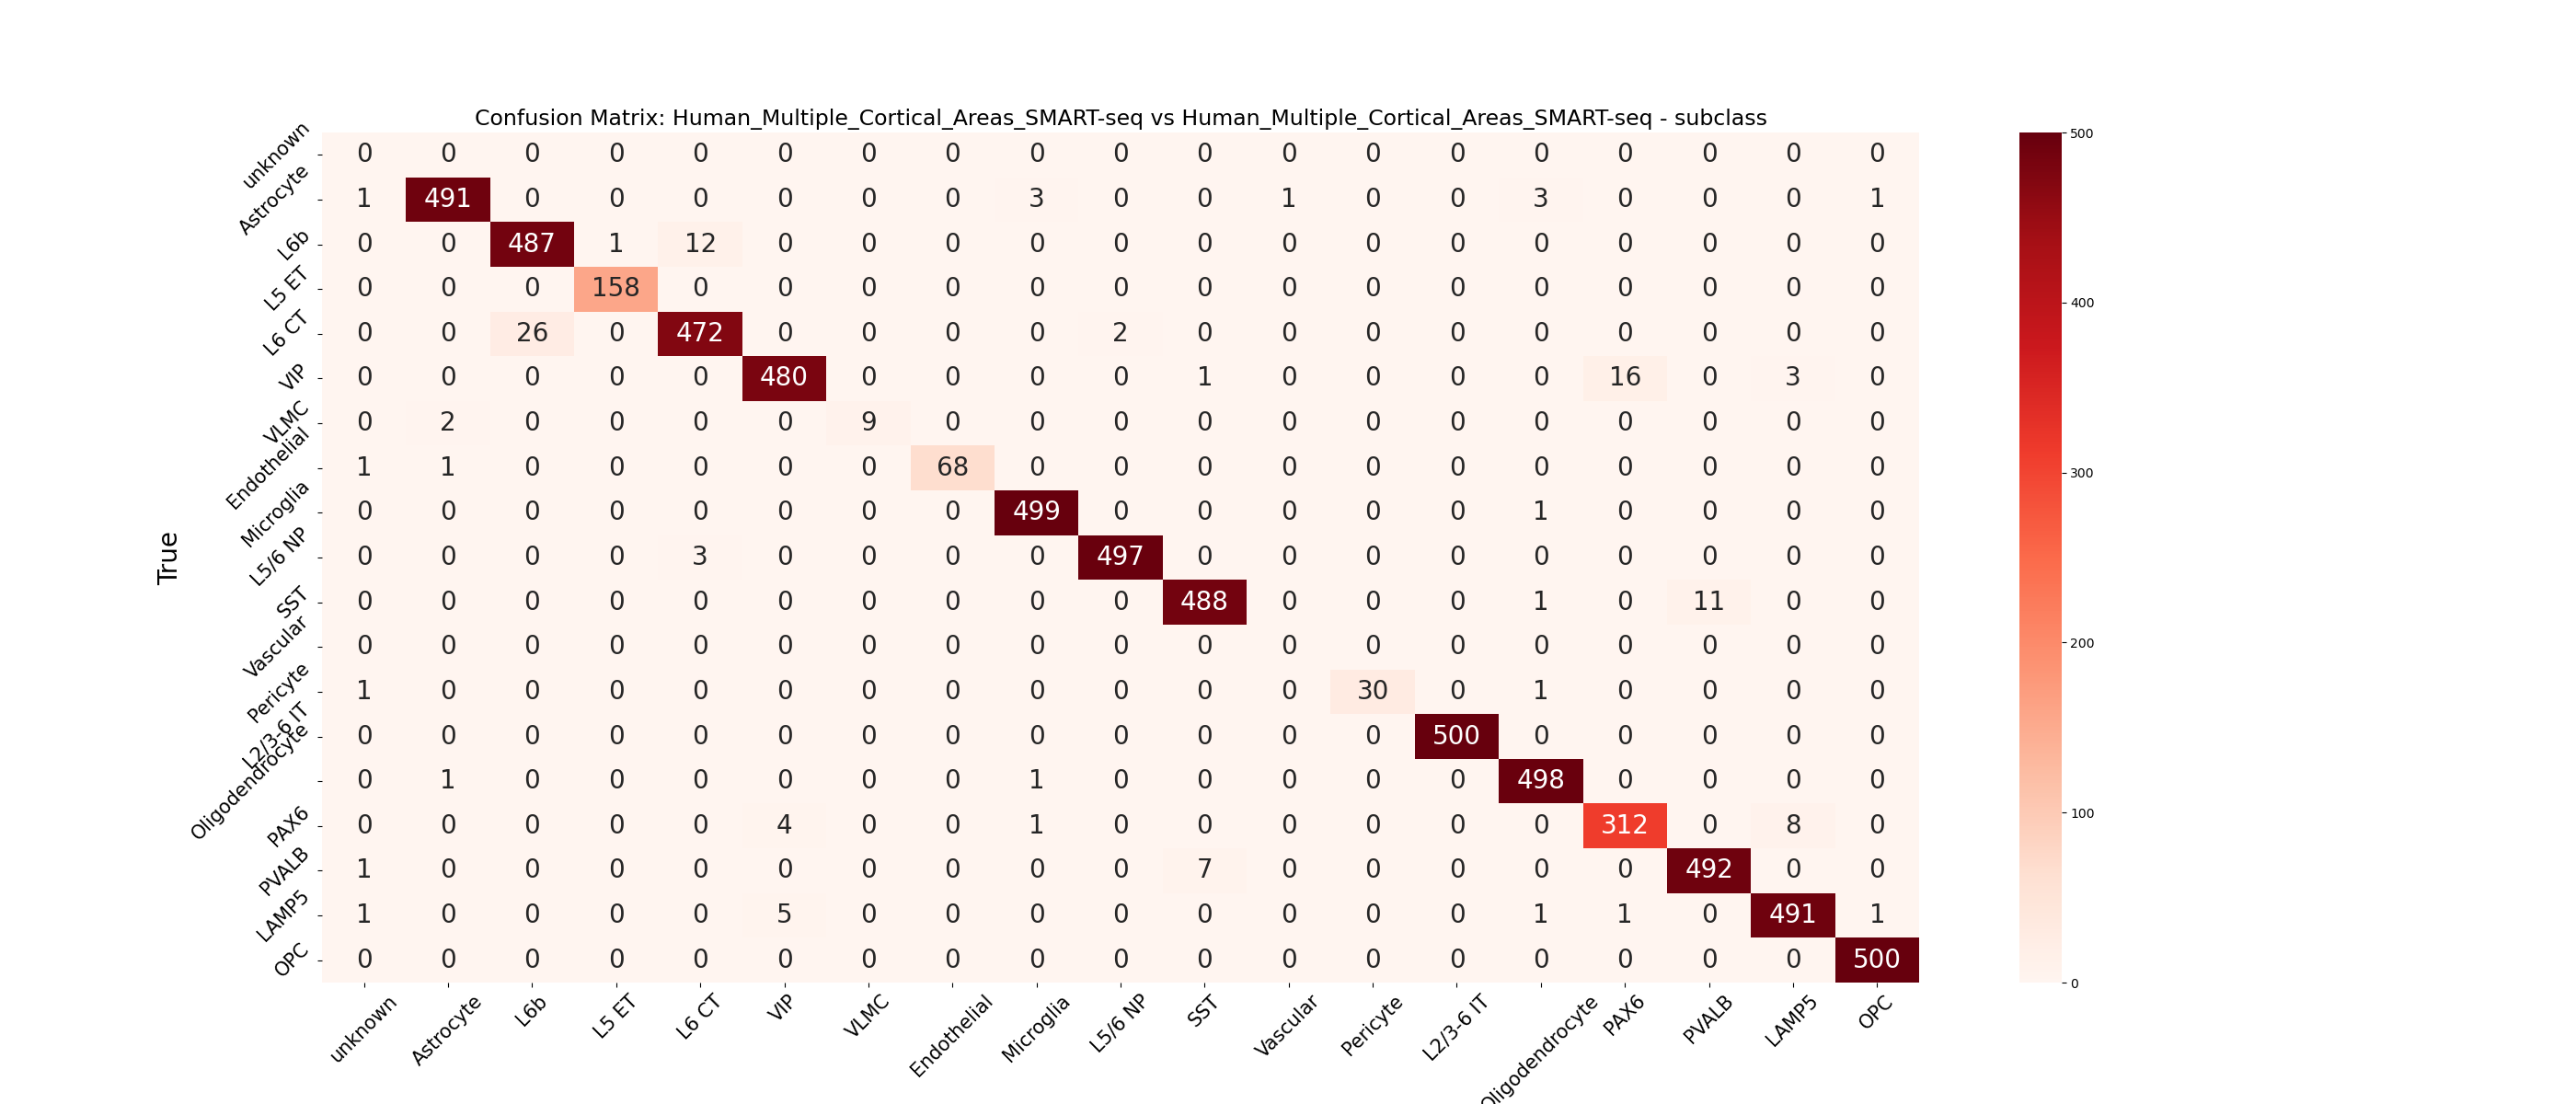 Confusion Matrix: Human_Multiple_Cortical_Areas_SMART-seq vs Human_Multiple_Cortical_Areas_SMART-seq - subclass
True
unknown 0 0 0 0 0 0 0 0 0 0 0 0 0 0 0 0 0 0 0
Astrocyte 1 491 0 0 0 0 0 0 3 0 0 1 0 0 3 0 0 0 1
L6b 0 0 487 1 12 0 0 0 0 0 0 0 0 0 0 0 0 0 0
L5 ET 0 0 0 158 0 0 0 0 0 0 0 0 0 0 0 0 0 0 0
L6 CT 0 0 26 0 472 0 0 0 0 2 0 0 0 0 0 0 0 0 0
VIP 0 0 0 0 0 480 0 0 0 0 1 0 0 0 0 16 0 3 0
VLMC 0 2 0 0 0 0 9 0 0 0 0 0 0 0 0 0 0 0 0
Endothelial 1 1 0 0 0 0 0 68 0 0 0 0 0 0 0 0 0 0 0
Microglia 0 0 0 0 0 0 0 0 499 0 0 0 0 0 1 0 0 0 0
L5/6 NP 0 0 0 0 3 0 0 0 0 497 0 0 0 0 0 0 0 0 0
SST 0 0 0 0 0 0 0 0 0 0 488 0 0 0 1 0 11 0 0
Vascular 0 0 0 0 0 0 0 0 0 0 0 0 0 0 0 0 0 0 0
Pericyte 1 0 0 0 0 0 0 0 0 0 0 0 30 0 1 0 0 0 0
L2/3-6 IT 0 0 0 0 0 0 0 0 0 0 0 0 0 500 0 0 0 0 0
Oligodendrocyte 0 1 0 0 0 0 0 0 1 0 0 0 0 0 498 0 0 0 0
PAX6 0 0 0 0 0 4 0 0 1 0 0 0 0 0 0 312 0 8 0
PVALB 1 0 0 0 0 0 0 0 0 0 7 0 0 0 0 0 492 0 0
LAMP5 1 0 0 0 0 5 0 0 0 0 0 0 0 0 1 1 0 491 1
OPC 0 0 0 0 0 0 0 0 0 0 0 0 0 0 0 0 0 0 500
unknown Astrocyte L6b L5 ET L6 CT VIP VLMC Endothelial Microglia L5/6 NP SST Vascular Pericyte L2/3-6 IT Oligodendrocyte PAX6 PVALB LAMP5 OPC
500
400
300
200
100
0